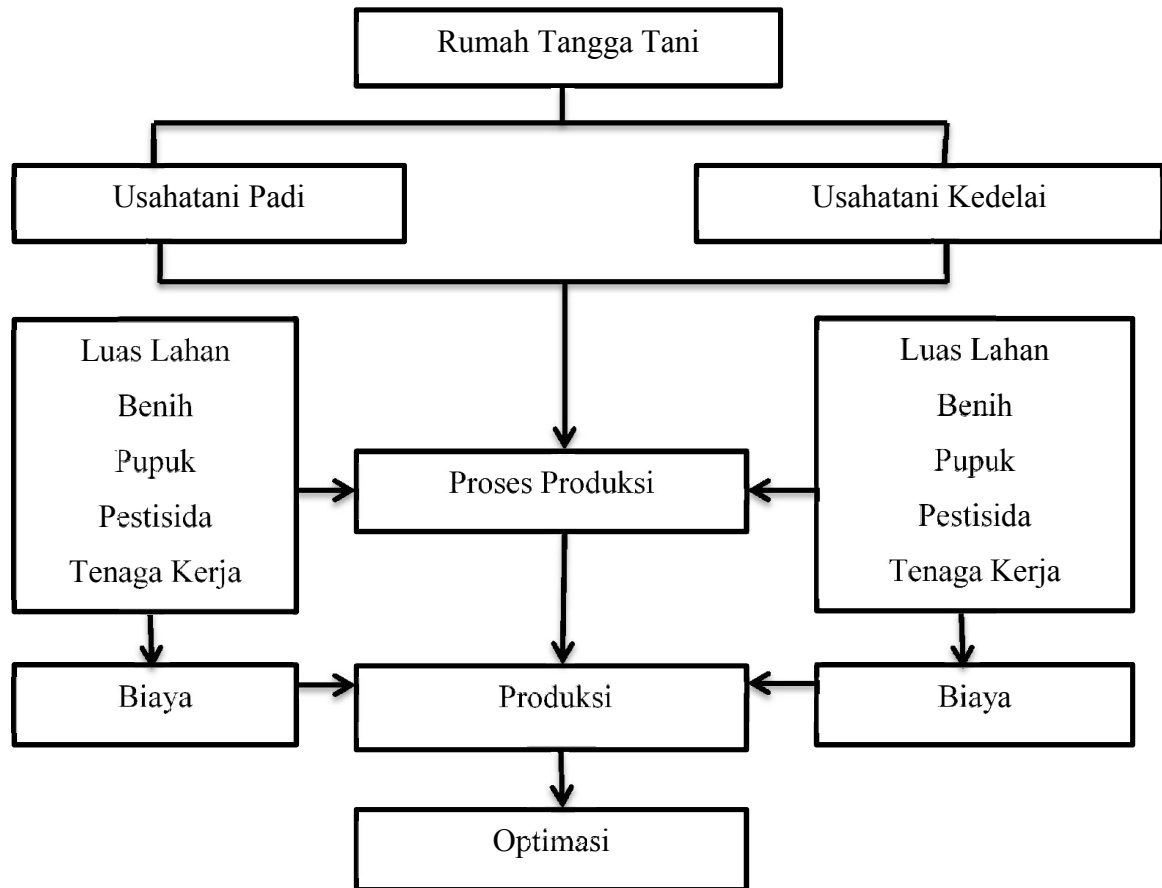 Rumah Tangga Tani
Usahatani Padi
Usahatani Kedelai
Luas Lahan
Benih
Pupuk
Pestisida
Tenaga Kerja
Proses Produksi
Luas Lahan
Benih
Pupuk
Pestisida
Tenaga Kerja
Biaya
Produksi
Biaya
Optimasi